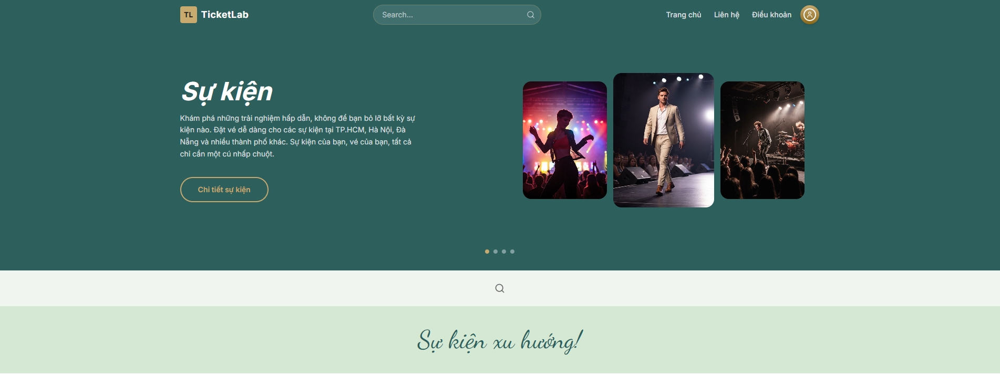 TL TicketLab
Search...
Trang chủ
Liên hệ
Điều khoản
Sự kiện
Khám phá những trải nghiệm hấp dẫn, không để bạn bỏ lỡ bất kỳ sự
kiện nào. Đặt vé dễ dàng cho các sự kiện tại TP.HCM, Hà Nội, Đà
Nẵng và nhiều thành phố khác. Sự kiện của bạn, vé của bạn, tất cả
chỉ cần một cú nhấp chuột.
Chi tiết sự kiện
Sự kiện xu hướng!